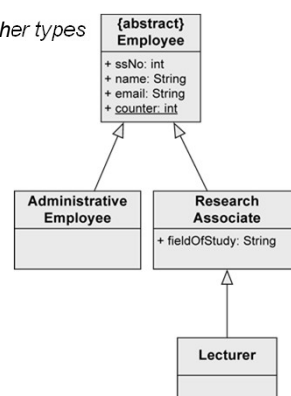 her types
{abstract}
Employee
+ ssNo: int
+ name: String
+ email: String
+ counter: int
Administrative
Employee
Research
Associate
+ fieldOfStudy: String
Lecturer